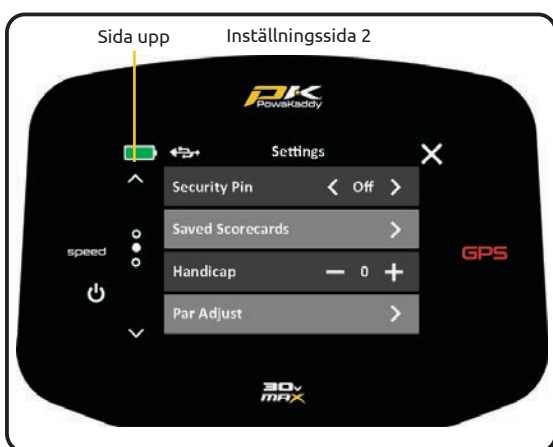 Sida upp
Inställningssida 2
PK
PowaKaddy
Settings
Security Pin Off
Saved Scorecards
speed
GPS
Handicap 0
Par Adjust
30v
MAX